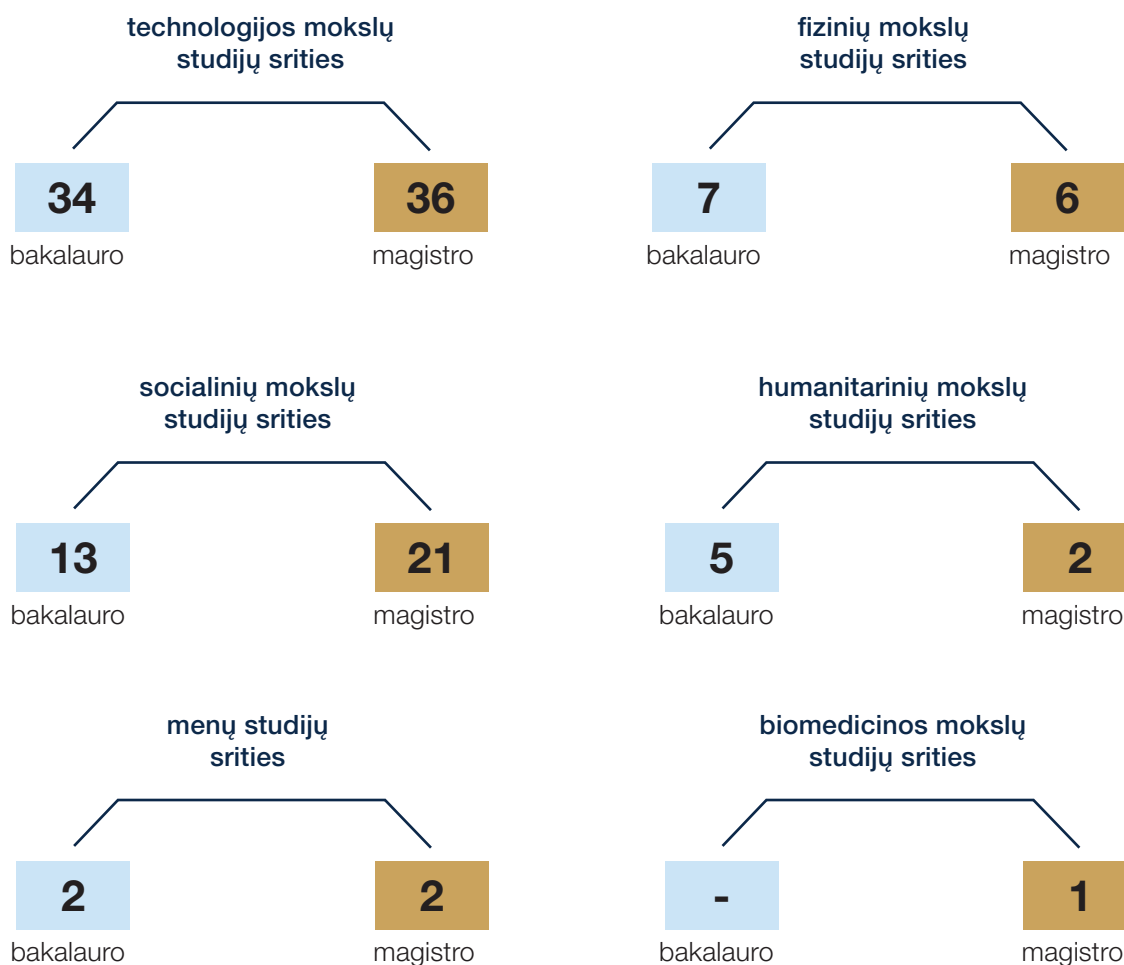 technologijos mokslų
studijų srities
34
36
bakalauro
magistro
fizinių mokslų
studijų srities
7
6
bakalauro
magistro
socialinių mokslų
studijų srities
13
21
bakalauro
magistro
humanitarinių mokslų
studijų srities
5
2
bakalauro
magistro
menų studijų
srities
2
2
bakalauro
magistro
biomedicinos mokslų
studijų srities
-
1
bakalauro
magistro